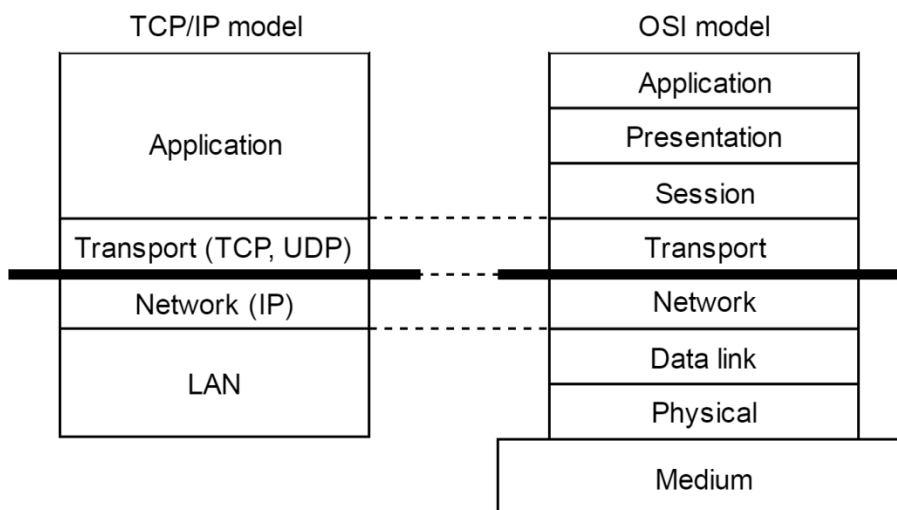 TCP/IP model
Application
Transport (TCP, UDP)
Network (IP)
LAN
OSI model
Application
Presentation
Session
Transport
Network
Data link
Physical
Medium